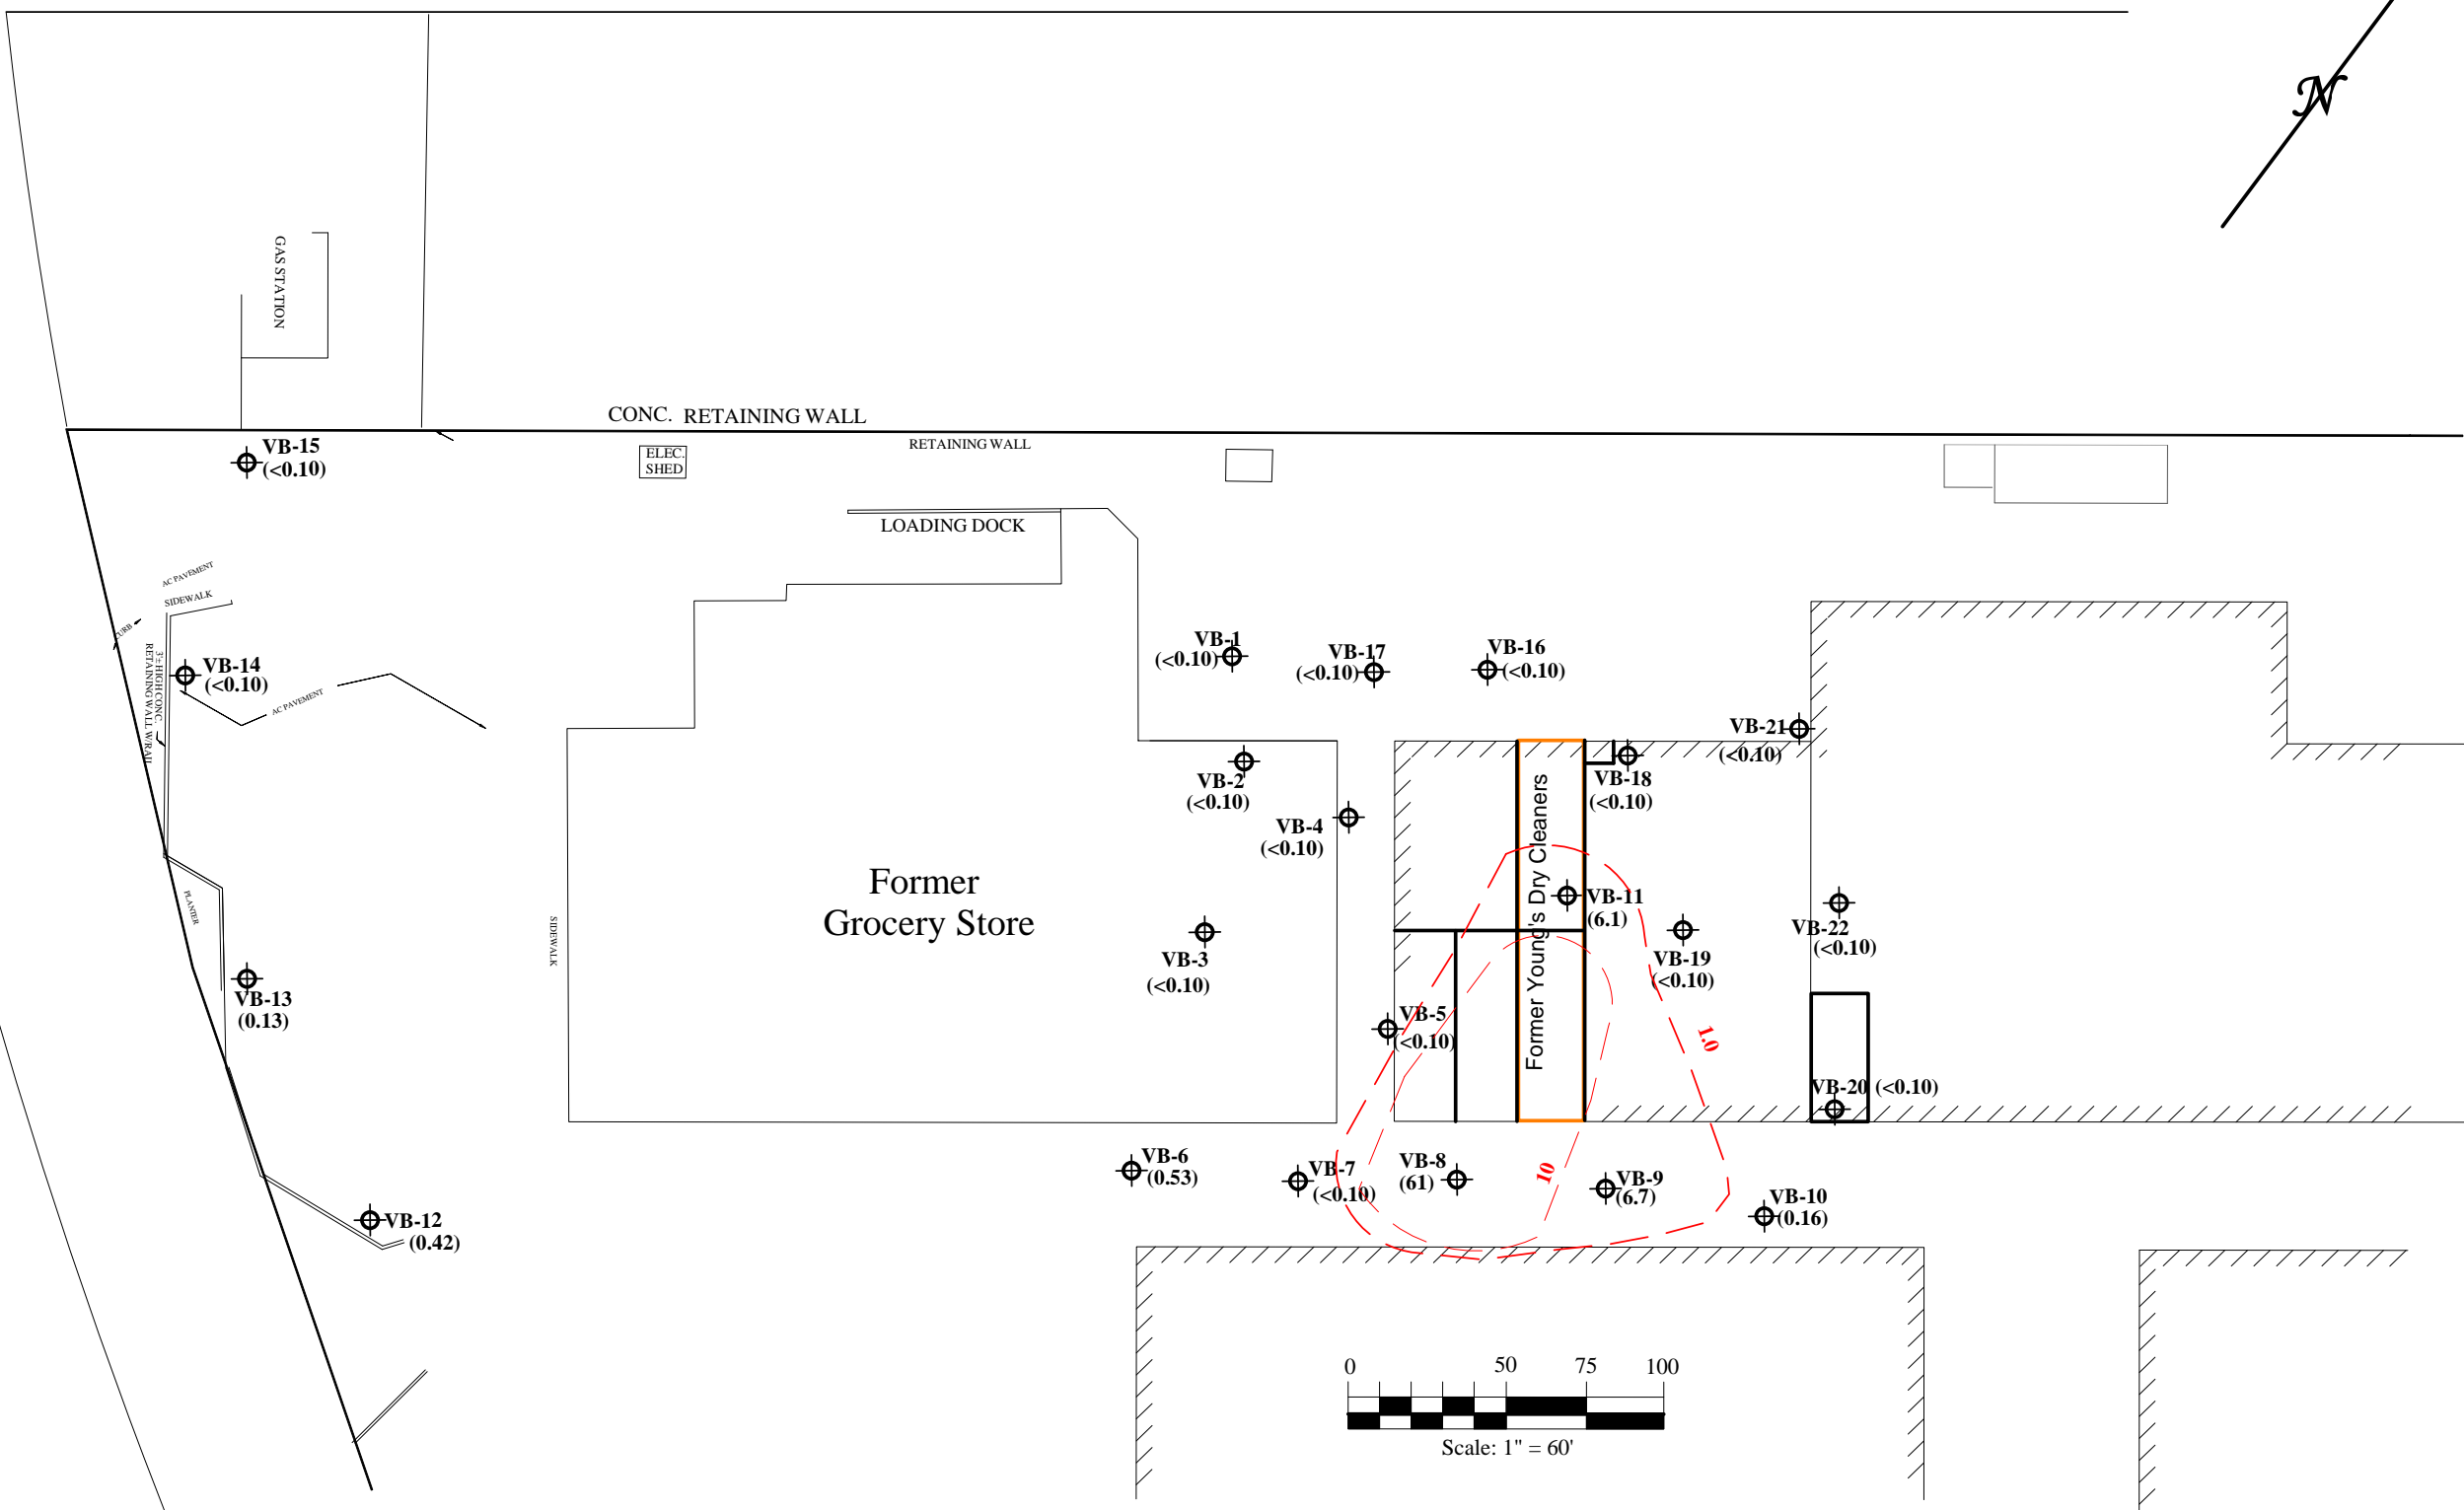 N
GAS STATION
CONC. RETAINING WALL
RETAINING WALL
VB-15
(<0.10)
ELEC.
SHED
LOADING DOCK
AC PAVEMENT
SIDEWALK
CURB
3'± HIGH CONC.
RETAINING WALL W/RAIL
VB-14
(<0.10)
AC PAVEMENT
VB-1
(<0.10)
VB-17
(<0.10)
VB-16
(<0.10)
VB-21
(<0.10)
VB-2
(<0.10)
VB-18
(<0.10)
VB-4
(<0.10)
Former
Grocery Store
Former Young's Dry Cleaners
VB-11
(6.1)
PLANTER
SIDEWALK
VB-3
(<0.10)
VB-19
(<0.10)
VB-22
(<0.10)
VB-13
(0.13)
VB-5
(<0.10)
1.0
VB-20 (<0.10)
VB-6
(0.53)
VB-7
(<0.10)
VB-8
(61)
10
VB-9
(6.7)
VB-10
(0.16)
VB-12
(0.42)
0 50 75 100
Scale: 1" = 60'